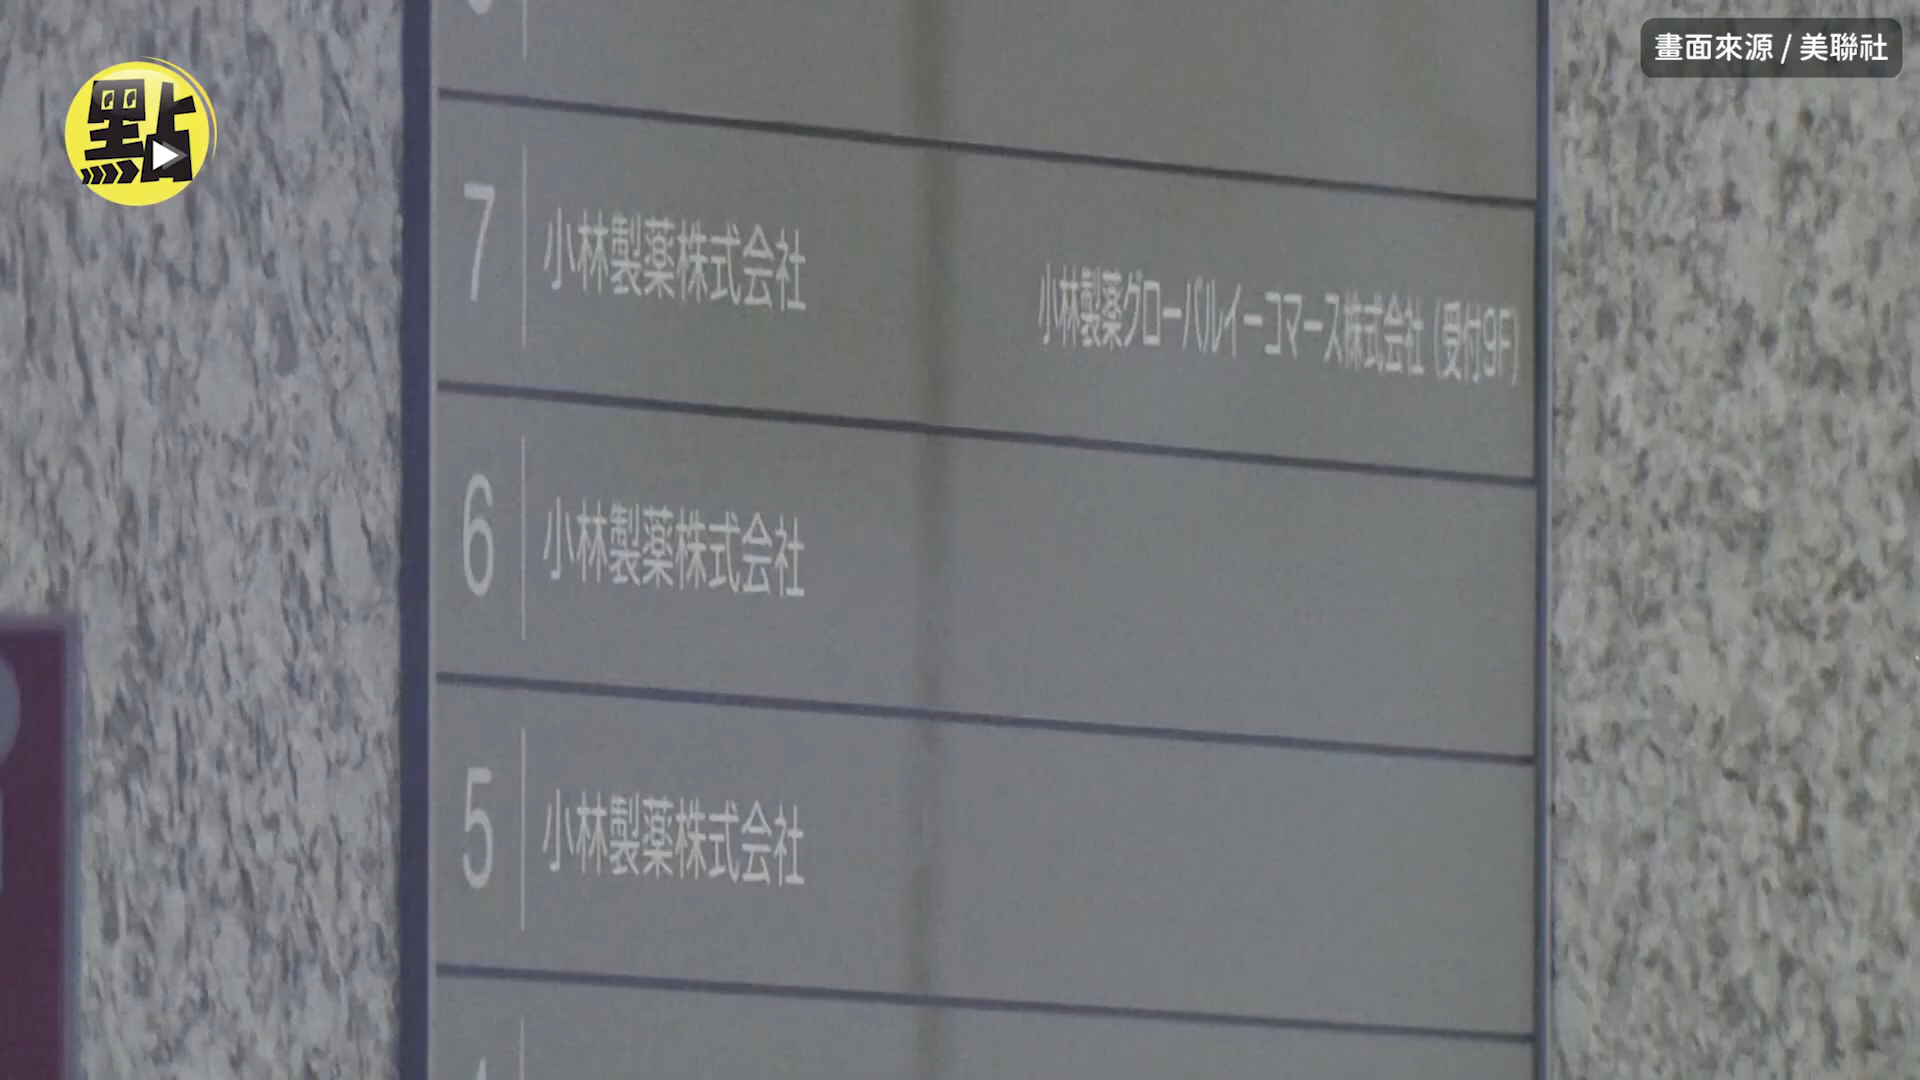 畫面來源 / 美聯社
點
7 小林製薬株式会社 小林製薬グローバルイーコマース株式会社 (受付9F)
6 小林製薬株式会社
5 小林製薬株式会社